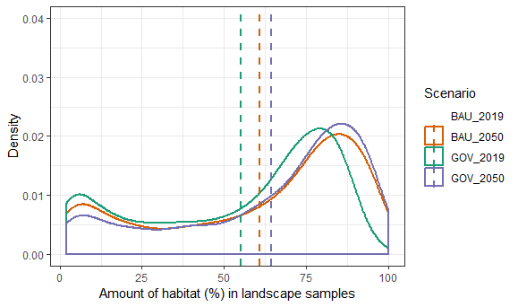 0.04
0.03
0.02
0.01
0.00
Density
0 25 50 75 100
Amount of habitat (%) in landscape samples
Scenario
BAU_2019
BAU_2050
GOV_2019
GOV_2050